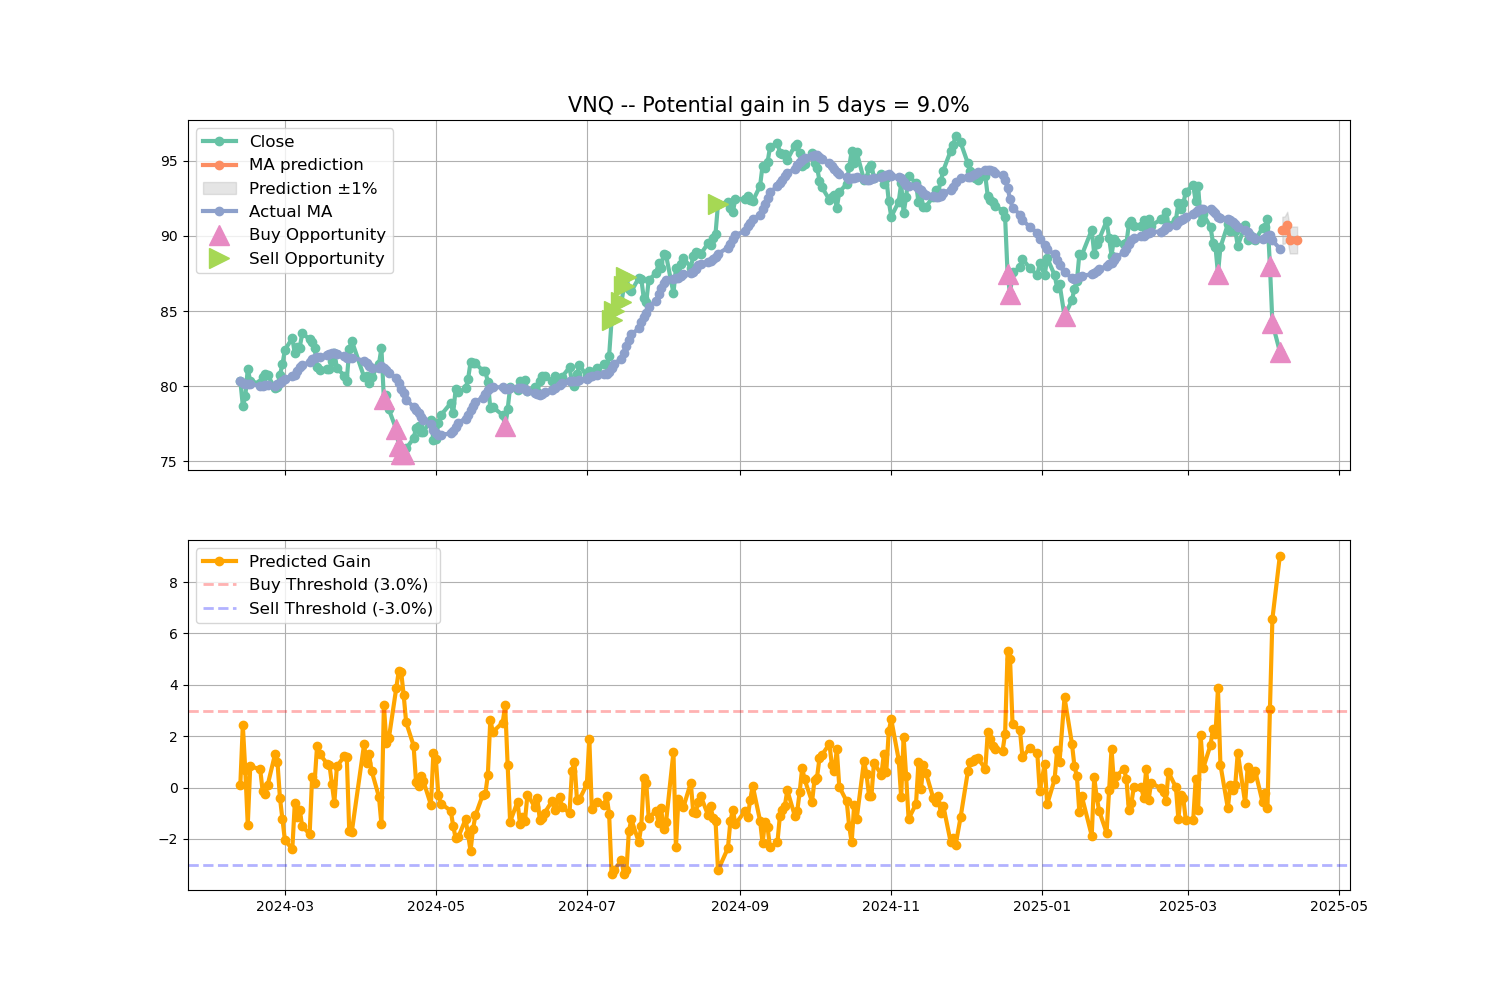 VNQ -- Potential gain in 5 days = 9.0%
Close
MA prediction
Prediction ±1%
Actual MA
Buy Opportunity
Sell Opportunity
95
90
85
80
75
Predicted Gain
Buy Threshold (3.0%)
Sell Threshold (-3.0%)
8
6
4
2
0
−2
2024-03
2024-05
2024-07
2024-09
2024-11
2025-01
2025-03
2025-05